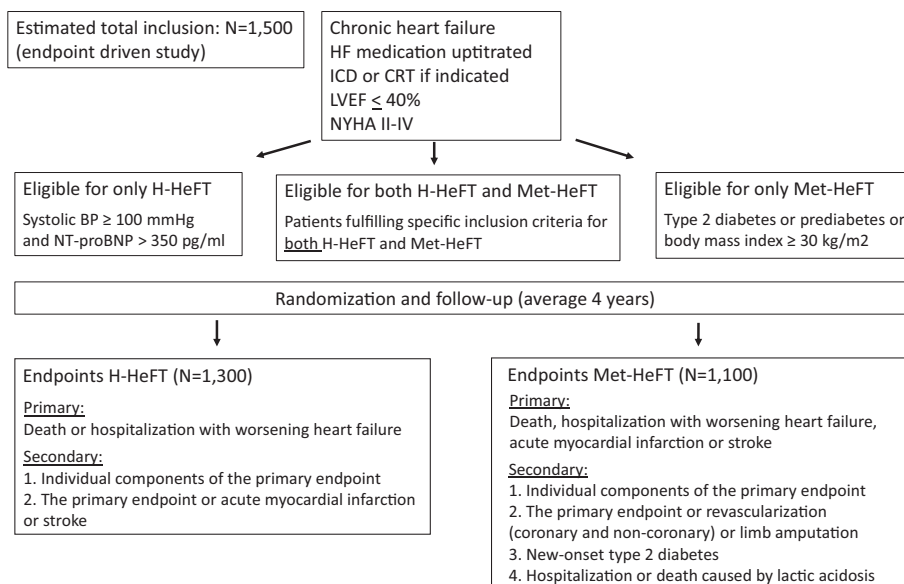 Estimated total inclusion: N=1,500
(endpoint driven study)
Chronic heart failure
HF medication uptitrated
ICD or CRT if indicated
LVEF ≤ 40%
NYHA II-IV
Eligible for only H-HeFT
Systolic BP ≥ 100 mmHg
and NT-proBNP > 350 pg/ml
Eligible for both H-HeFT and Met-HeFT
Patients fulfilling specific inclusion criteria for
both H-HeFT and Met-HeFT
Eligible for only Met-HeFT
Type 2 diabetes or prediabetes or
body mass index ≥ 30 kg/m2
Randomization and follow-up (average 4 years)
Endpoints H-HeFT (N=1,300)
Primary:
Death or hospitalization with worsening heart failure
Secondary:
1. Individual components of the primary endpoint
2. The primary endpoint or acute myocardial infarction
or stroke
Endpoints Met-HeFT (N=1,100)
Primary:
Death, hospitalization with worsening heart failure,
acute myocardial infarction or stroke
Secondary:
1. Individual components of the primary endpoint
2. The primary endpoint or revascularization
(coronary and non-coronary) or limb amputation
3. New-onset type 2 diabetes
4. Hospitalization or death caused by lactic acidosis